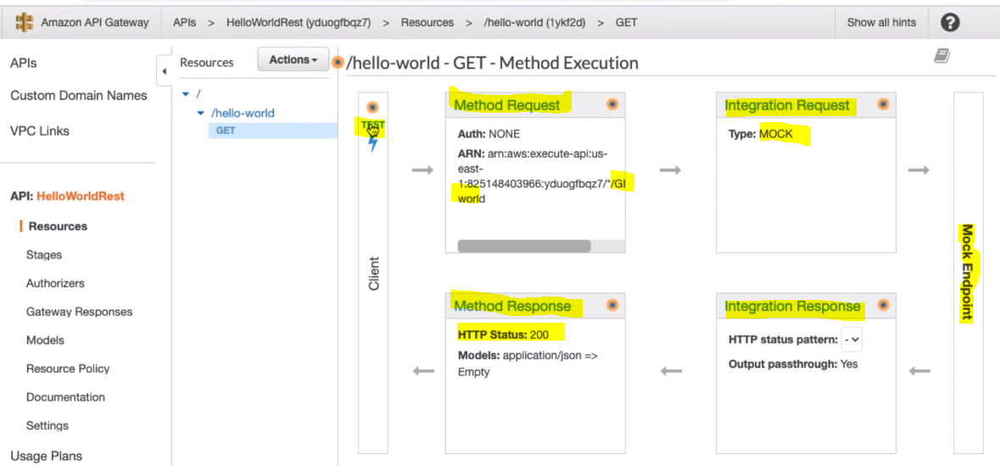 Amazon API Gateway
APIs > HelloWorldRest (yduogfbqz7) > Resources > /hello-world (1ykf2d) > GET
Show all hints
?
APIs
Custom Domain Names
VPC Links
API: HelloWorldRest
Resources
Stages
Authorizers
Gateway Responses
Models
Resource Policy
Documentation
Settings
Usage Plans
Resources
Actions
/
/hello-world
GET
/hello-world - GET - Method Execution
TEST
Client
Method Request
Auth: NONE
ARN: arn:aws:execute-api:us-
east-
1:825148403966:yduogfbqz7/*/GE
world
Integration Request
Type: MOCK
Mock Endpoint
Method Response
HTTP Status: 200
Models: application/json =>
Empty
Integration Response
HTTP status pattern: -
Output passthrough: Yes